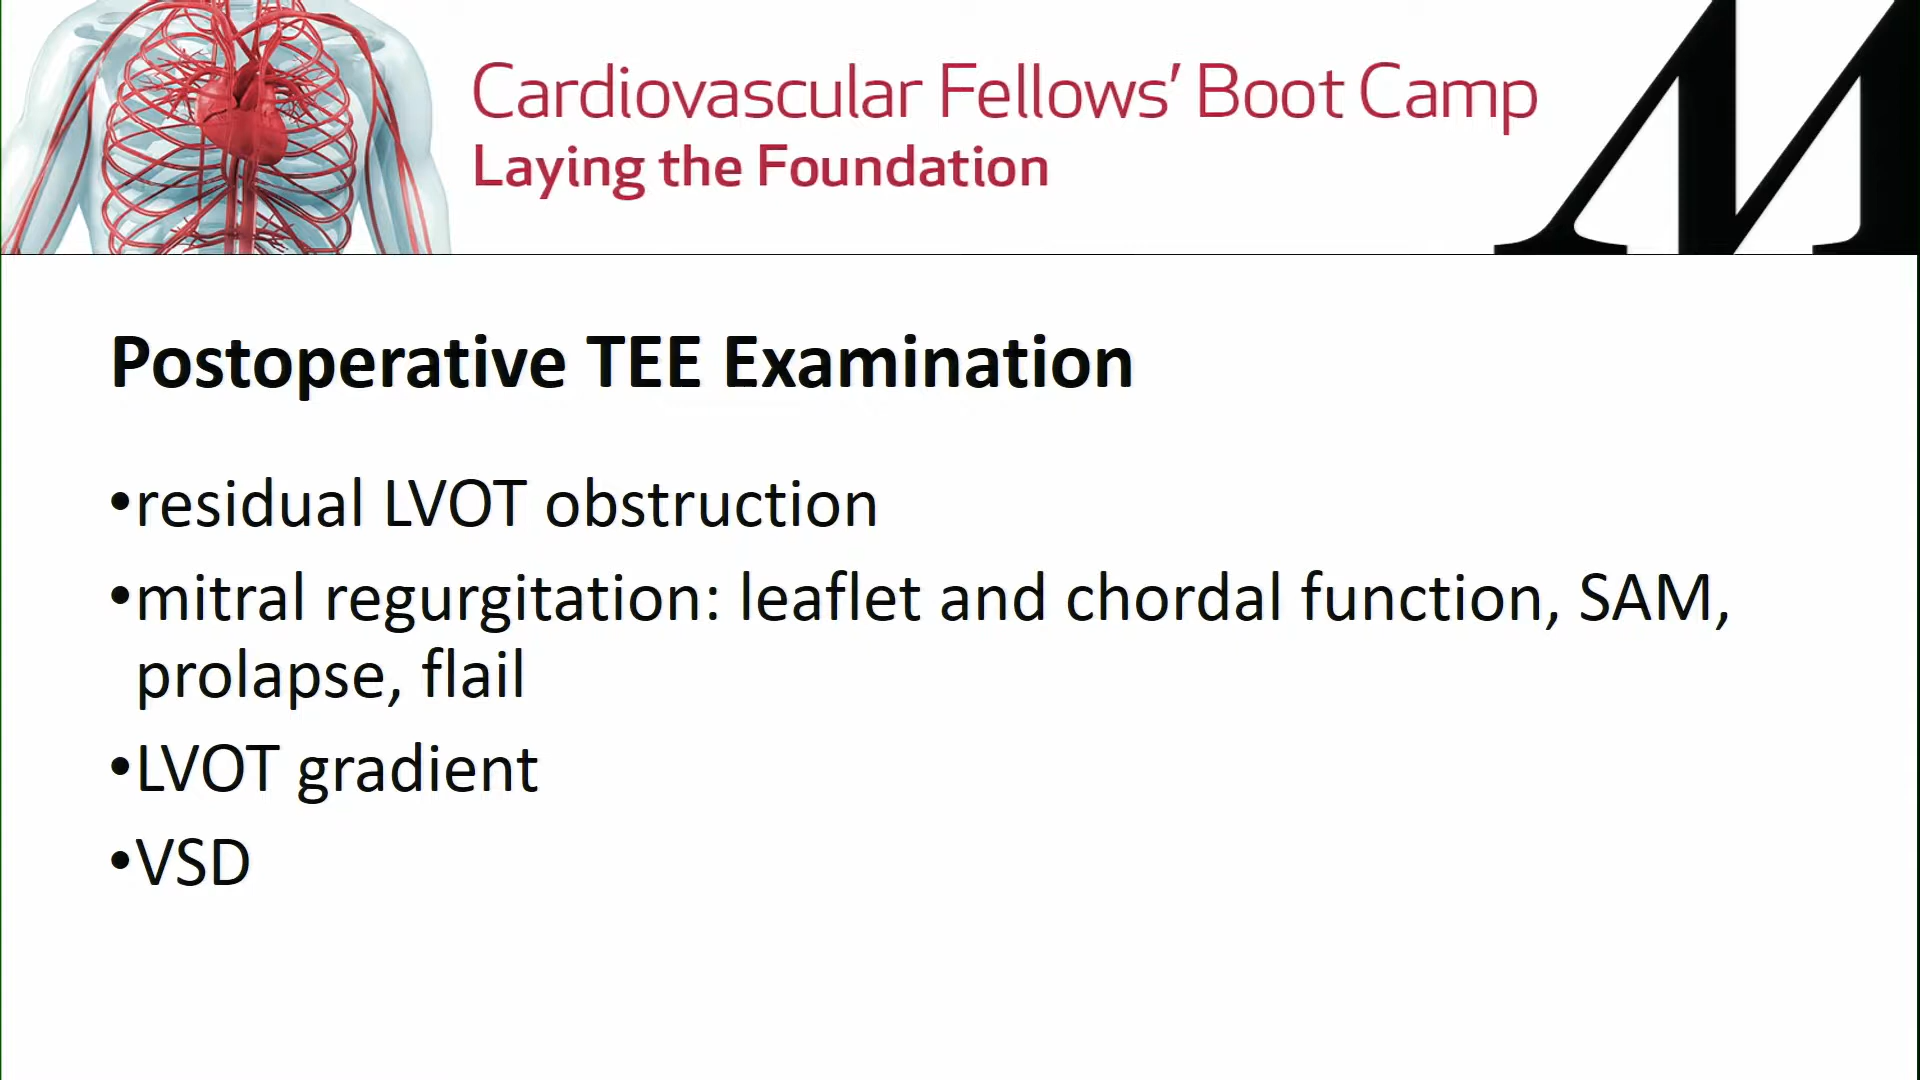 Cardiovascular Fellows’ Boot Camp
Laying the Foundation
M
Postoperative TEE Examination
•residual LVOT obstruction
•mitral regurgitation: leaflet and chordal function, SAM,
prolapse, flail
•LVOT gradient
•VSD